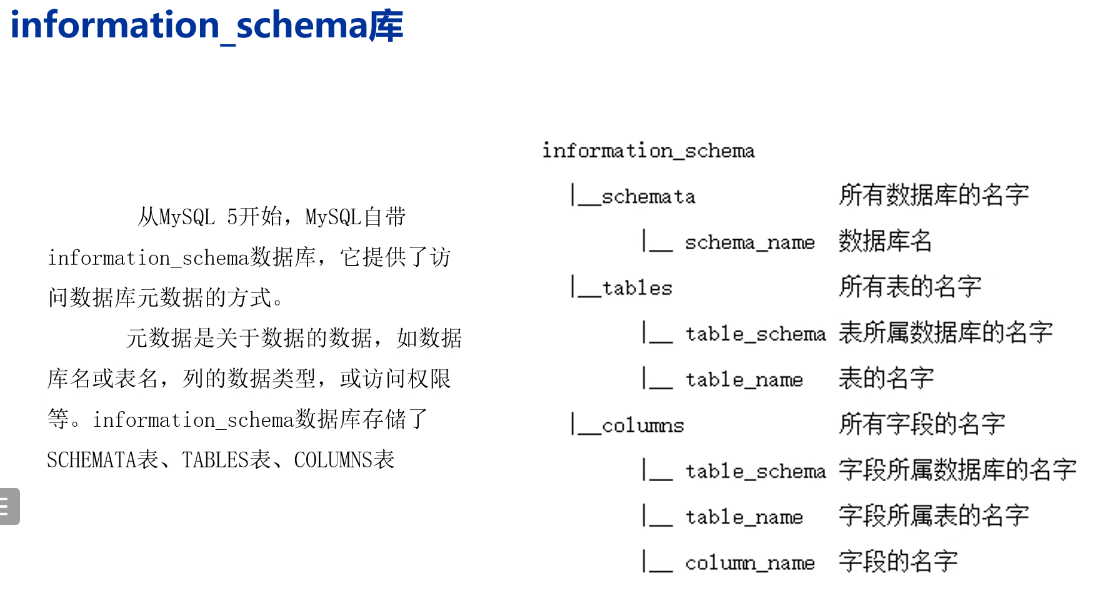 information_schema库
从MySQL 5开始，MySQL自带
information_schema数据库，它提供了访
问数据库元数据的方式。
元数据是关于数据的数据，如数据
库名或表名，列的数据类型，或访问权限
等。information_schema数据库存储了
SCHEMATA表、TABLES表、COLUMNS表
information_schema
|__schemata 所有数据库的名字
|__ schema_name 数据库名
|__tables 所有表的名字
|__ table_schema 表所属数据库的名字
|__ table_name 表的名字
|__columns 所有字段的名字
|__ table_schema 字段所属数据库的名字
|__ table_name 字段所属表的名字
|__ column_name 字段的名字